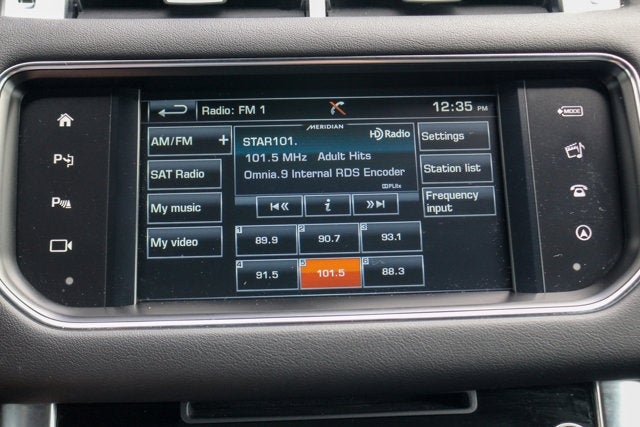 Radio: FM 1
12:35 PM
MODE
AM/FM +
MERIDIAN
HD Radio
STAR101.
101.5 MHz Adult Hits
Omnia.9 Internal RDS Encoder
DPLIIx
Settings
SAT Radio
Station list
My music
i
Frequency
input
My video
1 89.9
2 90.7
3 93.1
4 91.5
5 101.5
6 88.3
P
P